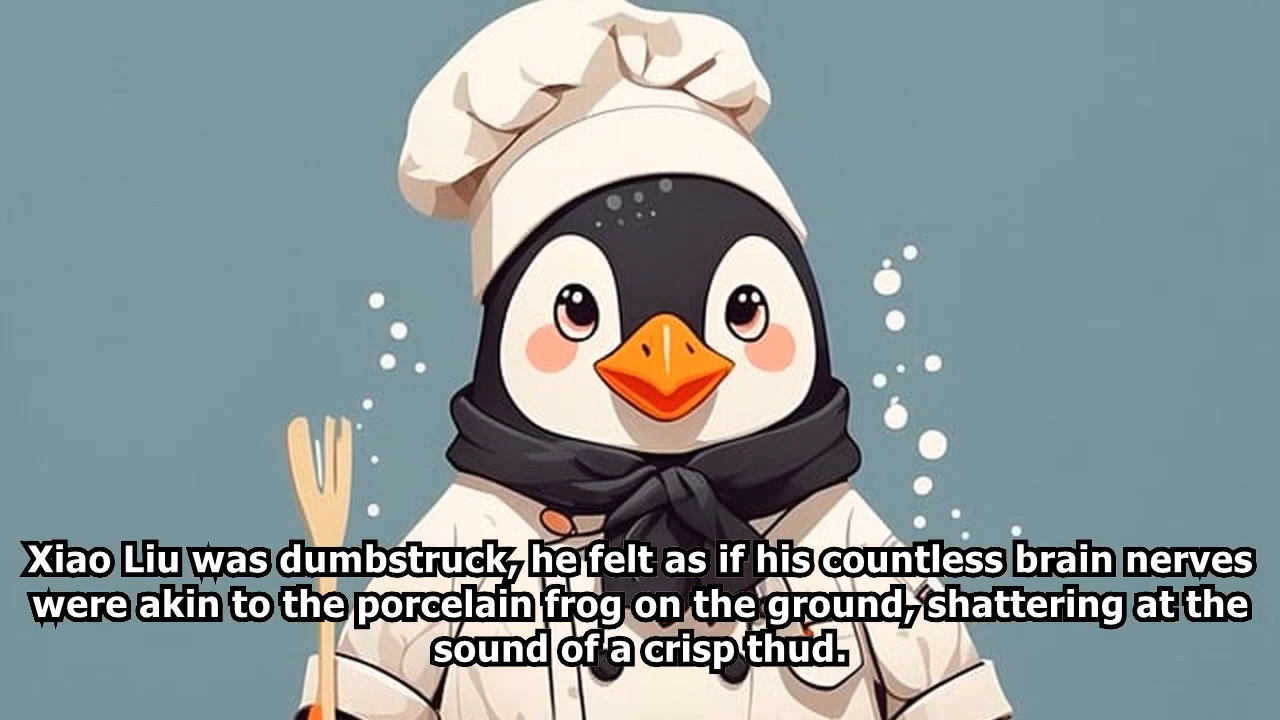 Xiao Liu was dumbstruck, he felt as if his countless brain nerves
were akin to the porcelain frog on the ground, shattering at the
sound of a crisp thud.